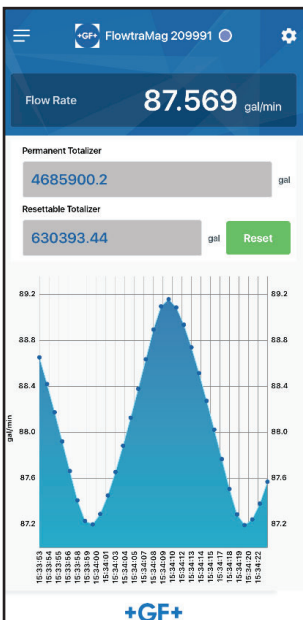 +GF+ FlowtraMag 209991
Flow Rate 87.569 gal/min
Permanent Totalizer
4685900.2 gal
Resettable Totalizer
630393.44 gal Reset
89.2 89.2
88.8 88.8
88.4 88.4
gal/min
88.0 88.0
87.6 87.6
87.2 87.2
15:33:53 15:33:54 15:33:55 15:33:56 15:33:58 15:33:59 15:34:00 15:34:01 15:34:03 15:34:04 15:34:05 15:34:07 15:34:08 15:34:09 15:34:10 15:34:12 15:34:13 15:34:14 15:34:15 15:34:17 15:34:18 15:34:19 15:34:20 15:34:22
+GF+